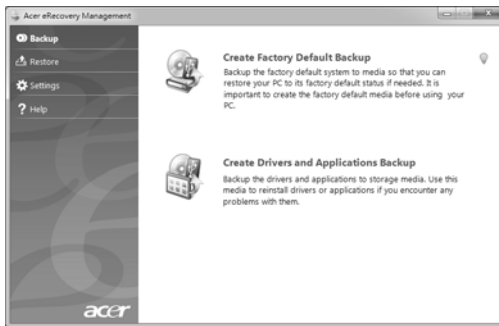 Acer eRecovery Management
Backup
Restore
Settings
Help
Create Factory Default Backup
Backup the factory default system to media so that you can
restore your PC to its factory default status if needed. It is
important to create the factory default media before using your
PC.
Create Drivers and Applications Backup
Backup the drivers and applications to storage media. Use this
media to reinstall drivers or applications if you encounter any
problems with them.
acer